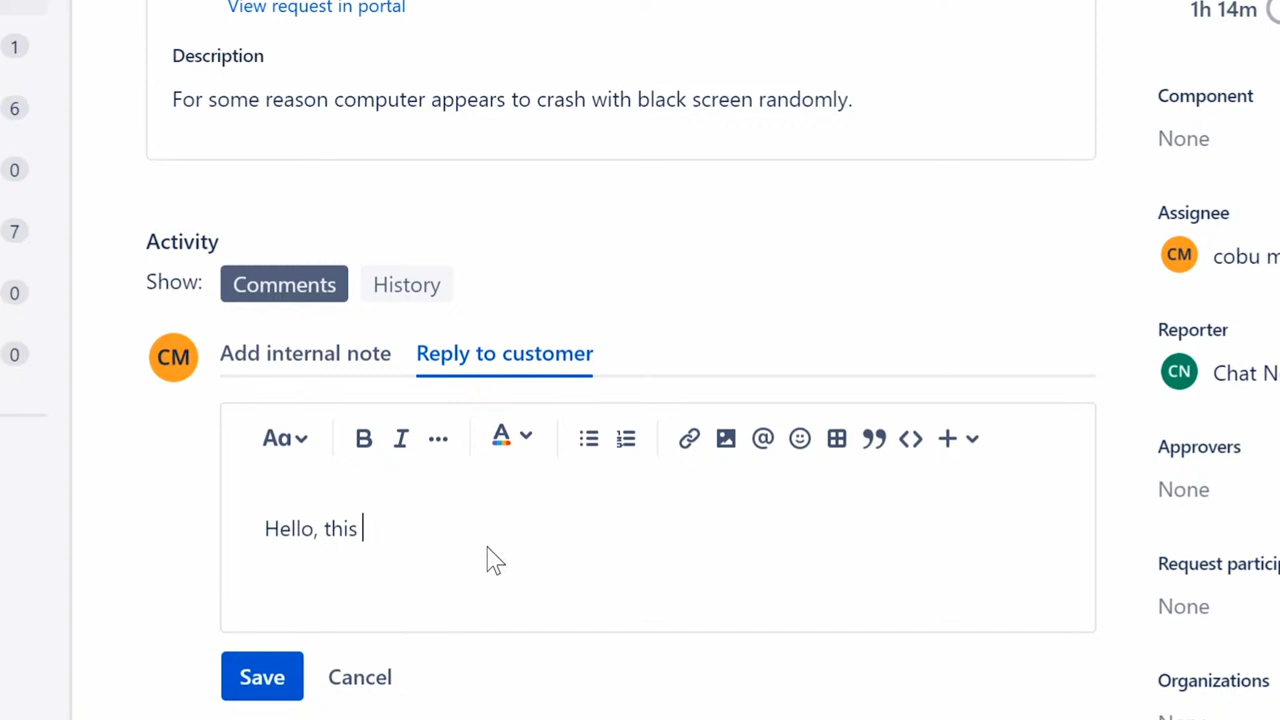 View request in portal
1h 14m
1
Description
6
For some reason computer appears to crash with black screen randomly.
Component
None
0
Assignee
7
CM cobu m
Activity
Show: Comments History
0
Reporter
CM Add internal note Reply to customer
0
CN Chat N
Aa B I ... A @ + 
Approvers
None
Hello, this
Request partici
None
Save Cancel
Organizations